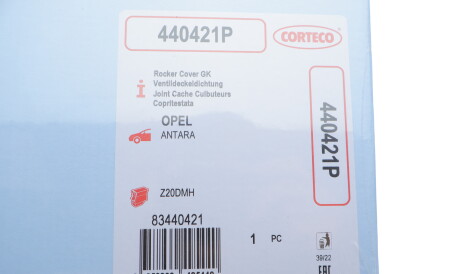 440421P
CORTECO
Rocker Cover GK
Ventildeckeldichtung
Joint Cache Culbuteurs
Copritestata
440421P
OPEL
ANTARA
Z20DMH
83440421
1 PC
39/22
EAC